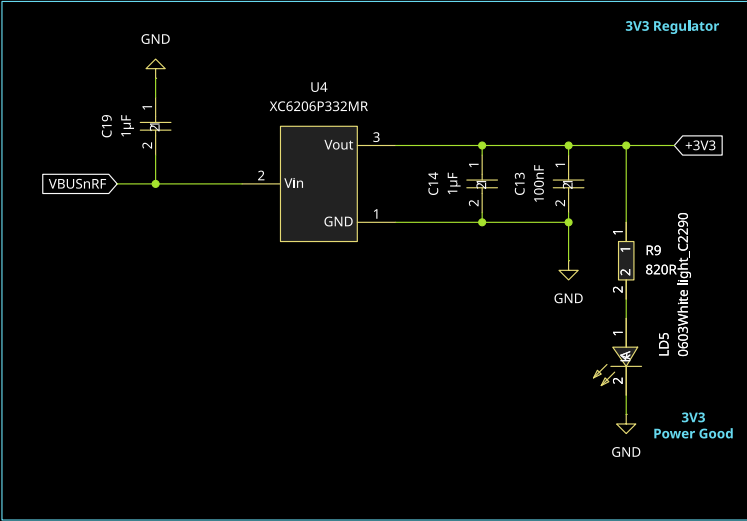 3V3 Regulator
GND
C19
1µF
1
2
VBUSnRF
U4
XC6206P332MR
Vout
Vin
GND
3
2
1
C14
1µF
1
2
C13
100nF
1
2
GND
+3V3
1
1
2
2
R9
820R
1
A
2
LD5
0603White light_C2290
GND
3V3
Power Good